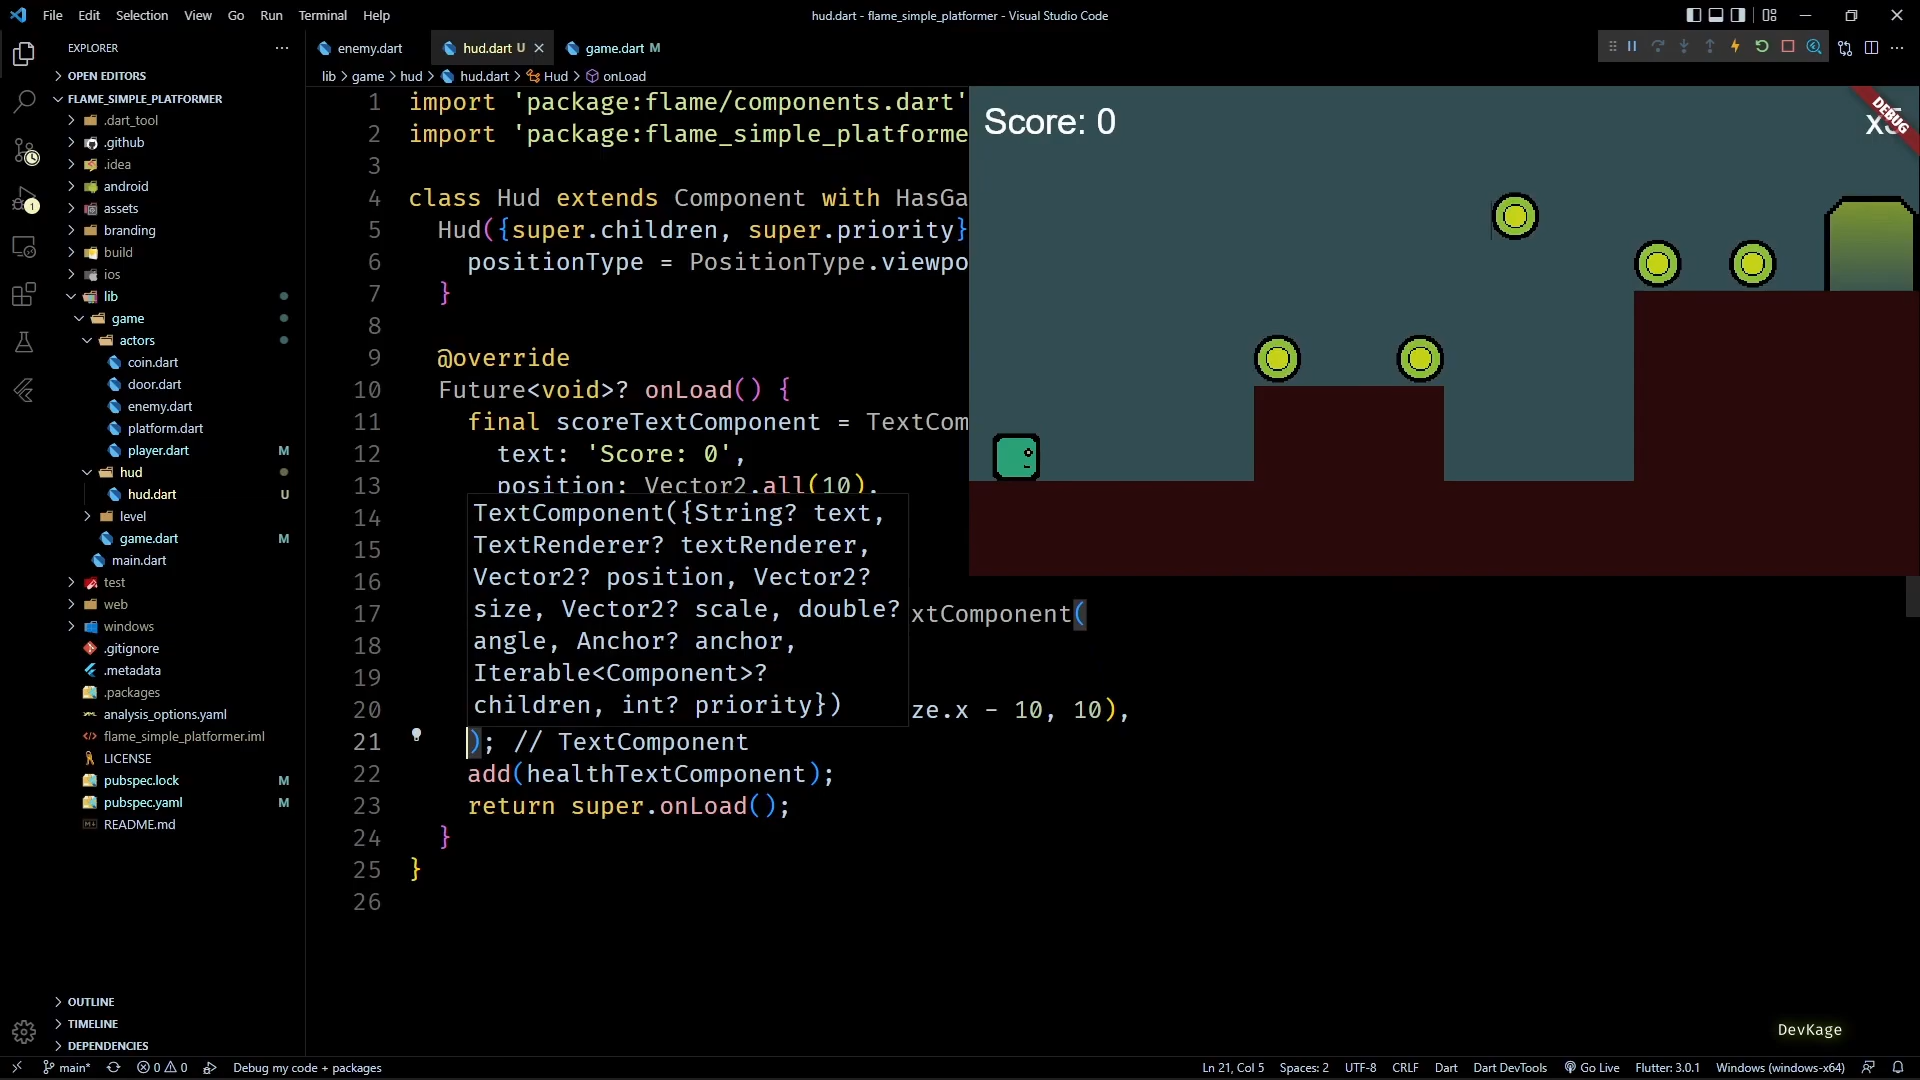 File Edit Selection View Go Run Terminal Help
hud.dart - flame_simple_platformer - Visual Studio Code
EXPLORER
OPEN EDITORS
FLAME_SIMPLE_PLATFORMER
.dart_tool
.github
.idea
android
assets
branding
build
ios
lib
game
actors
coin.dart
door.dart
enemy.dart
platform.dart
player.dart M
hud
hud.dart U
level
game.dart M
main.dart
test
web
windows
.gitignore
.metadata
.packages
analysis_options.yaml
flame_simple_platformer.iml
LICENSE
pubspec.lock M
pubspec.yaml M
README.md
OUTLINE
TIMELINE
DEPENDENCIES
enemy.dart
hud.dart U
game.dart M
lib > game > hud > hud.dart > Hud > onLoad
1 import 'package:flame/components.dart'
2 import 'package:flame_simple_platforme
3
4 class Hud extends Component with HasGa
5 Hud({super.children, super.priority}
6 positionType = PositionType.viewpo
7 }
8
9 @override
10 Future<void>? onLoad() {
11 final scoreTextComponent = TextCom
12 text: 'Score: 0',
13 position: Vector2.all(10),
14
15
16
17 xtComponent(
18
19
20 ze.x - 10, 10),
21 ); // TextComponent
22 add(healthTextComponent);
23 return super.onLoad();
24 }
25 }
26
TextComponent({String? text,
TextRenderer? textRenderer,
Vector2? position, Vector2?
size, Vector2? scale, double?
angle, Anchor? anchor,
Iterable<Component>?
children, int? priority})
Score: 0
DEBUG
DevKage
main* 0 0 Debug my code + packages
Ln 21, Col 5 Spaces: 2 UTF-8 CRLF Dart Dart DevTools Go Live Flutter: 3.0.1 Windows (windows-x64)